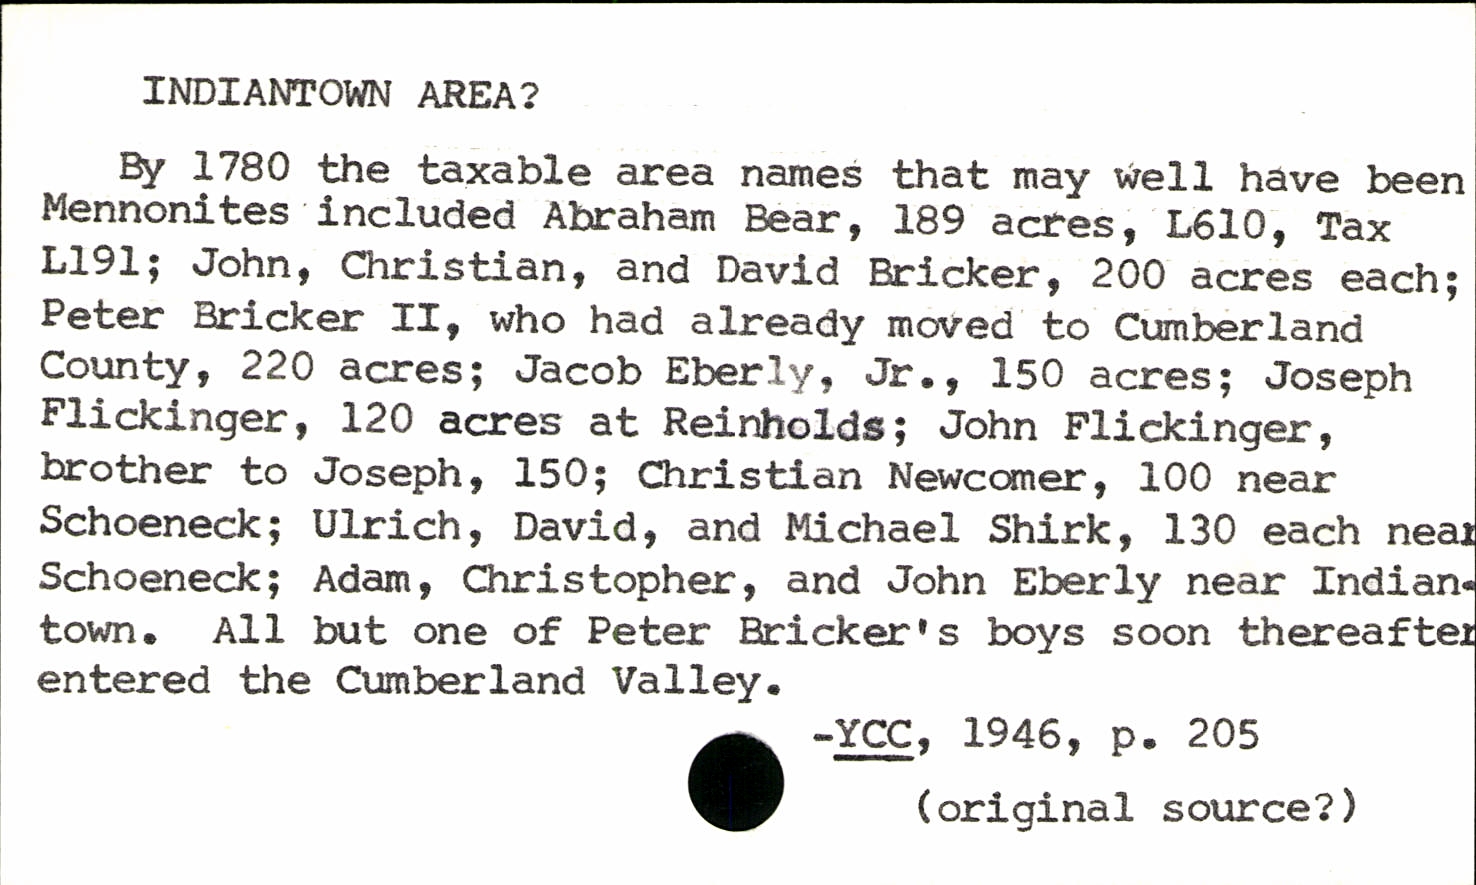 INDIANTOWN AREA?
By 1780 the taxable area names that may well have been
Mennonites included Abraham Bear, 189 acres, L610, Tax
L191; John, Christian, and David Bricker, 200 acres each;
Peter Bricker II, who had already moved to Cumberland
County, 220 acres; Jacob Eberly, Jr., 150 acres; Joseph
Flickinger, 120 acres at Reinholds; John Flickinger,
brother to Joseph, 150; Christian Newcomer, 100 near
Schoeneck; Ulrich, David, and Michael Shirk, 130 each near
Schoeneck; Adam, Christopher, and John Eberly near Indian-
town. All but one of Peter Bricker's boys soon thereafter
entered the Cumberland Valley.
-YCC, 1946, p. 205
(original source?)